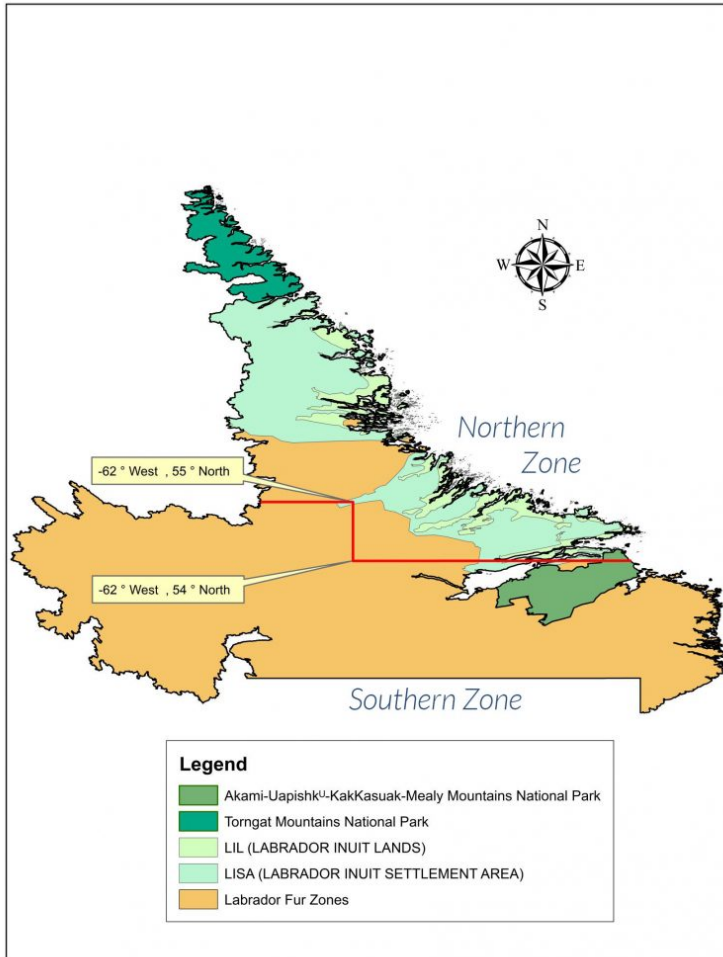 N
W
E
S
Northern
Zone
-62 ° West , 55 ° North
-62 ° West , 54 ° North
Southern Zone
Legend
Akami-Uapishkᵁ-KakKasuak-Mealy Mountains National Park
Torngat Mountains National Park
LIL (LABRADOR INUIT LANDS)
LISA (LABRADOR INUIT SETTLEMENT AREA)
Labrador Fur Zones